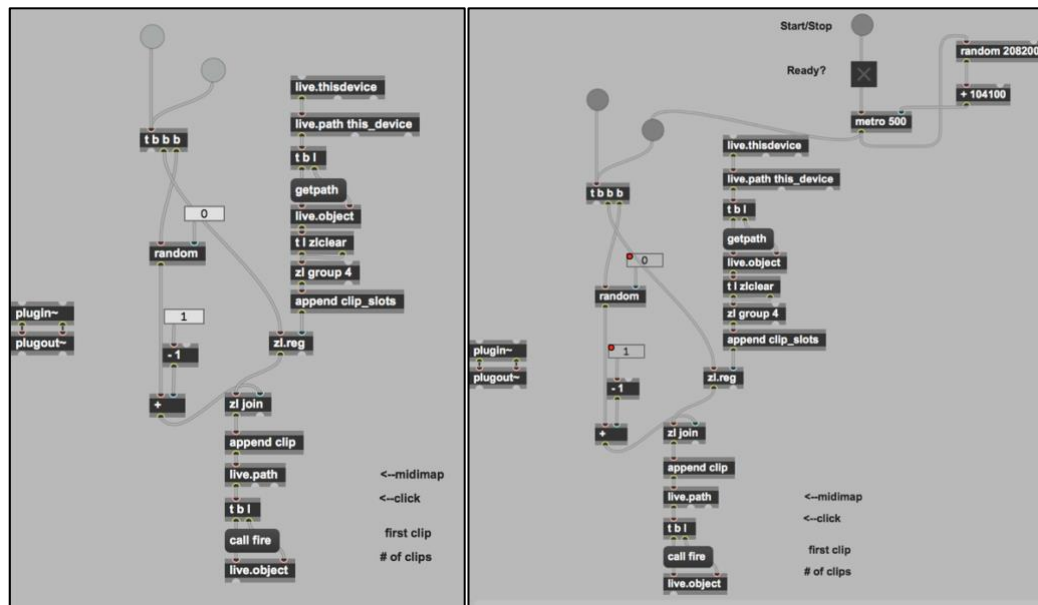 live.thisdevice
live.path this_device
t b b b
t b l
getpath
0
live.object
random
t l zlclear
zl group 4
append clip_slots
plugin~
1
plugout~
zl.reg
- 1
+
zl join
append clip
live.path
<--midimap
<--click
t b l
first clip
call fire
# of clips
live.object
Start/Stop
random 208200
Ready?
+ 104100
metro 500
live.thisdevice
live.path this_device
t b b b
t b l
getpath
0
live.object
random
t l zlclear
zl group 4
append clip_slots
plugin~
1
plugout~
zl.reg
- 1
+
zl join
append clip
live.path
<--midimap
<--click
t b l
first clip
call fire
# of clips
live.object